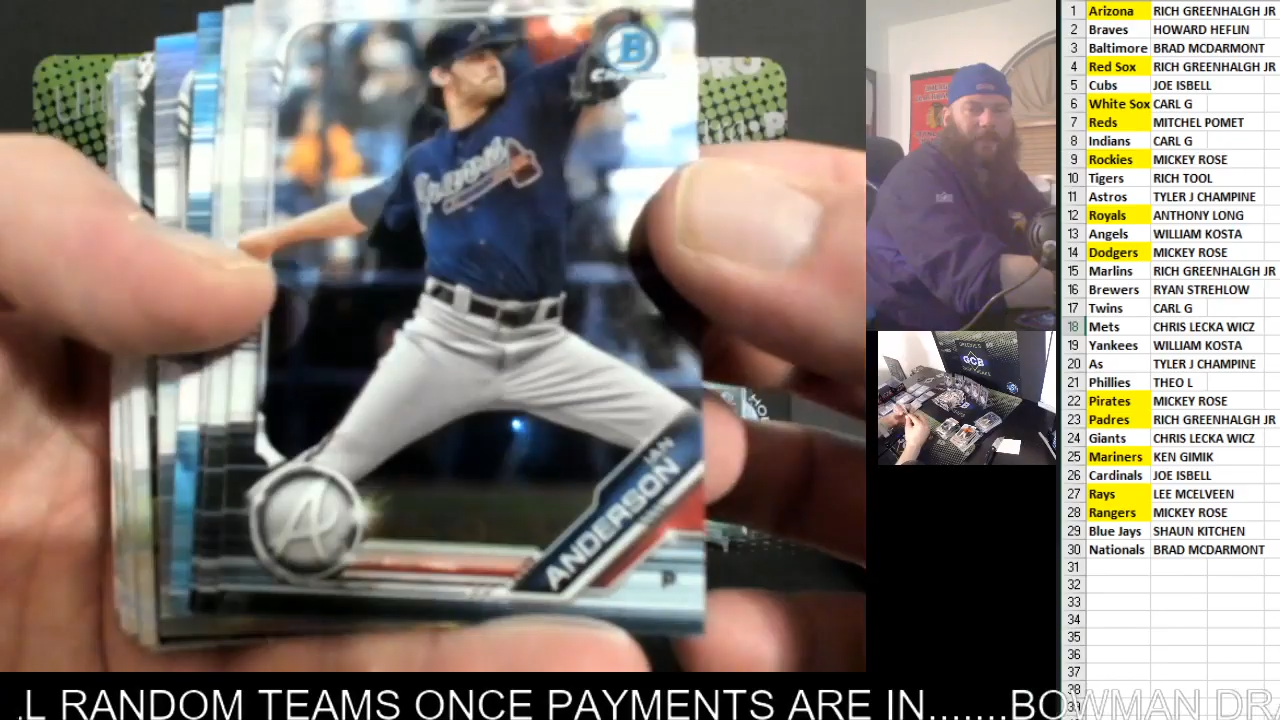 B
CHROME
IAN
ANDERSON
P
A
GCB
1 Arizona RICH GREENHALGH JR
2 Braves HOWARD HEFLIN
3 Baltimore BRAD MCDARMONT
4 Red Sox RICH GREENHALGH JR
5 Cubs JOE ISBELL
6 White Sox CARL G
7 Reds MITCHEL POMET
8 Indians CARL G
9 Rockies MICKEY ROSE
10 Tigers RICH TOOL
11 Astros TYLER J CHAMPINE
12 Royals ANTHONY LONG
13 Angels WILLIAM KOSTA
14 Dodgers MICKEY ROSE
15 Marlins RICH GREENHALGH JR
16 Brewers RYAN STREHLOW
17 Twins CARL G
18 Mets CHRIS LECKA WICZ
19 Yankees WILLIAM KOSTA
20 As TYLER J CHAMPINE
21 Phillies THEO L
22 Pirates MICKEY ROSE
23 Padres RICH GREENHALGH JR
24 Giants CHRIS LECKA WICZ
25 Mariners KEN GIMIK
26 Cardinals JOE ISBELL
27 Rays LEE MCELVEEN
28 Rangers MICKEY ROSE
29 Blue Jays SHAUN KITCHEN
30 Nationals BRAD MCDARMONT
31
32
33
34
35
36
37
38
39
.L RANDOM TEAMS ONCE PAYMENTS ARE IN.......BOWMAN DRA